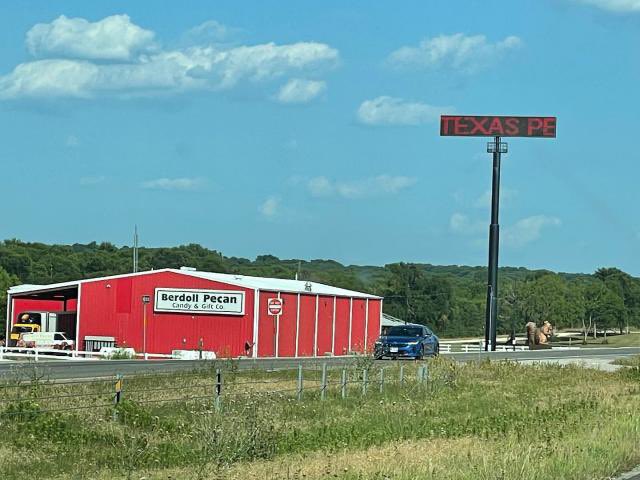 TEXAS PE
Berdoll Pecan
Candy & Gift Co.